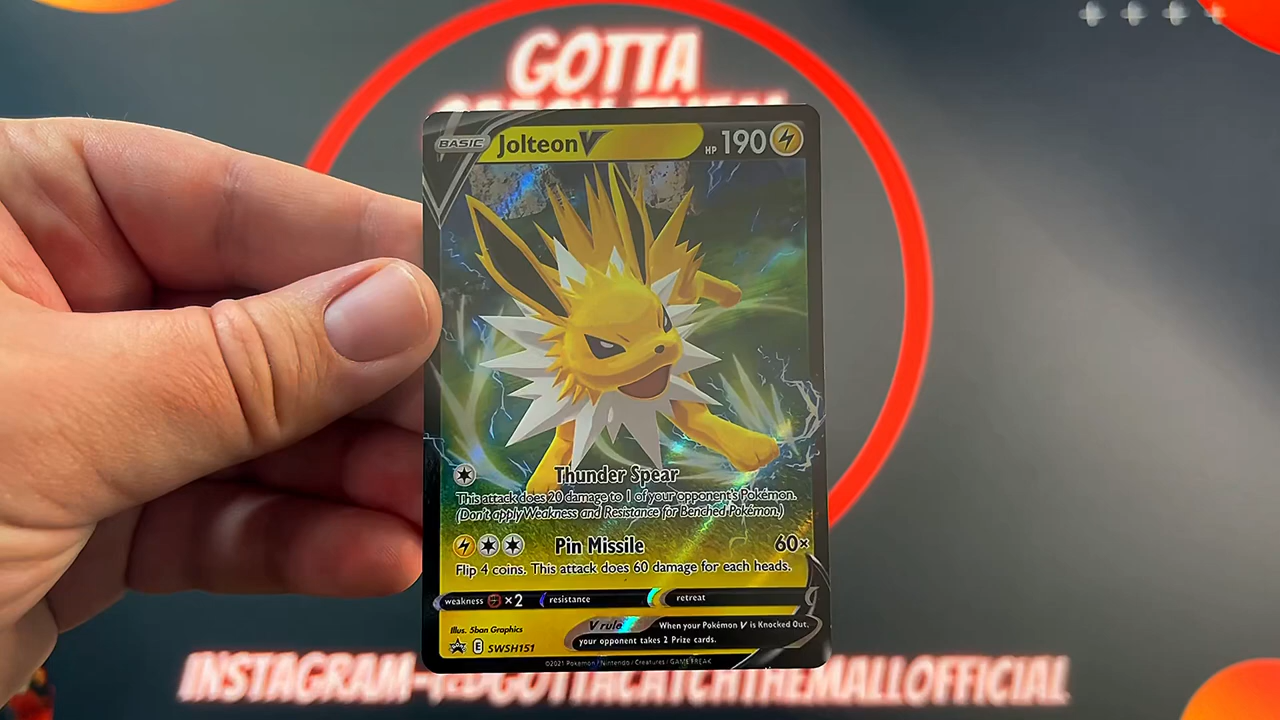 GOTTA
BASIC JolteonV HP 190
Thunder Spear
This attack does 20 damage to 1 of your opponent's Pokémon.
(Don't apply Weakness and Resistance for Benched Pokémon.)
Pin Missile 60×
Flip 4 coins. This attack does 60 damage for each heads.
weakness ×2 resistance retreat
V rule When your Pokémon V is Knocked Out,
your opponent takes 2 Prize cards.
Illus. 5ban Graphics
E SWSH151
©2021 Pokémon / Nintendo / Creatures / GAME FREAK